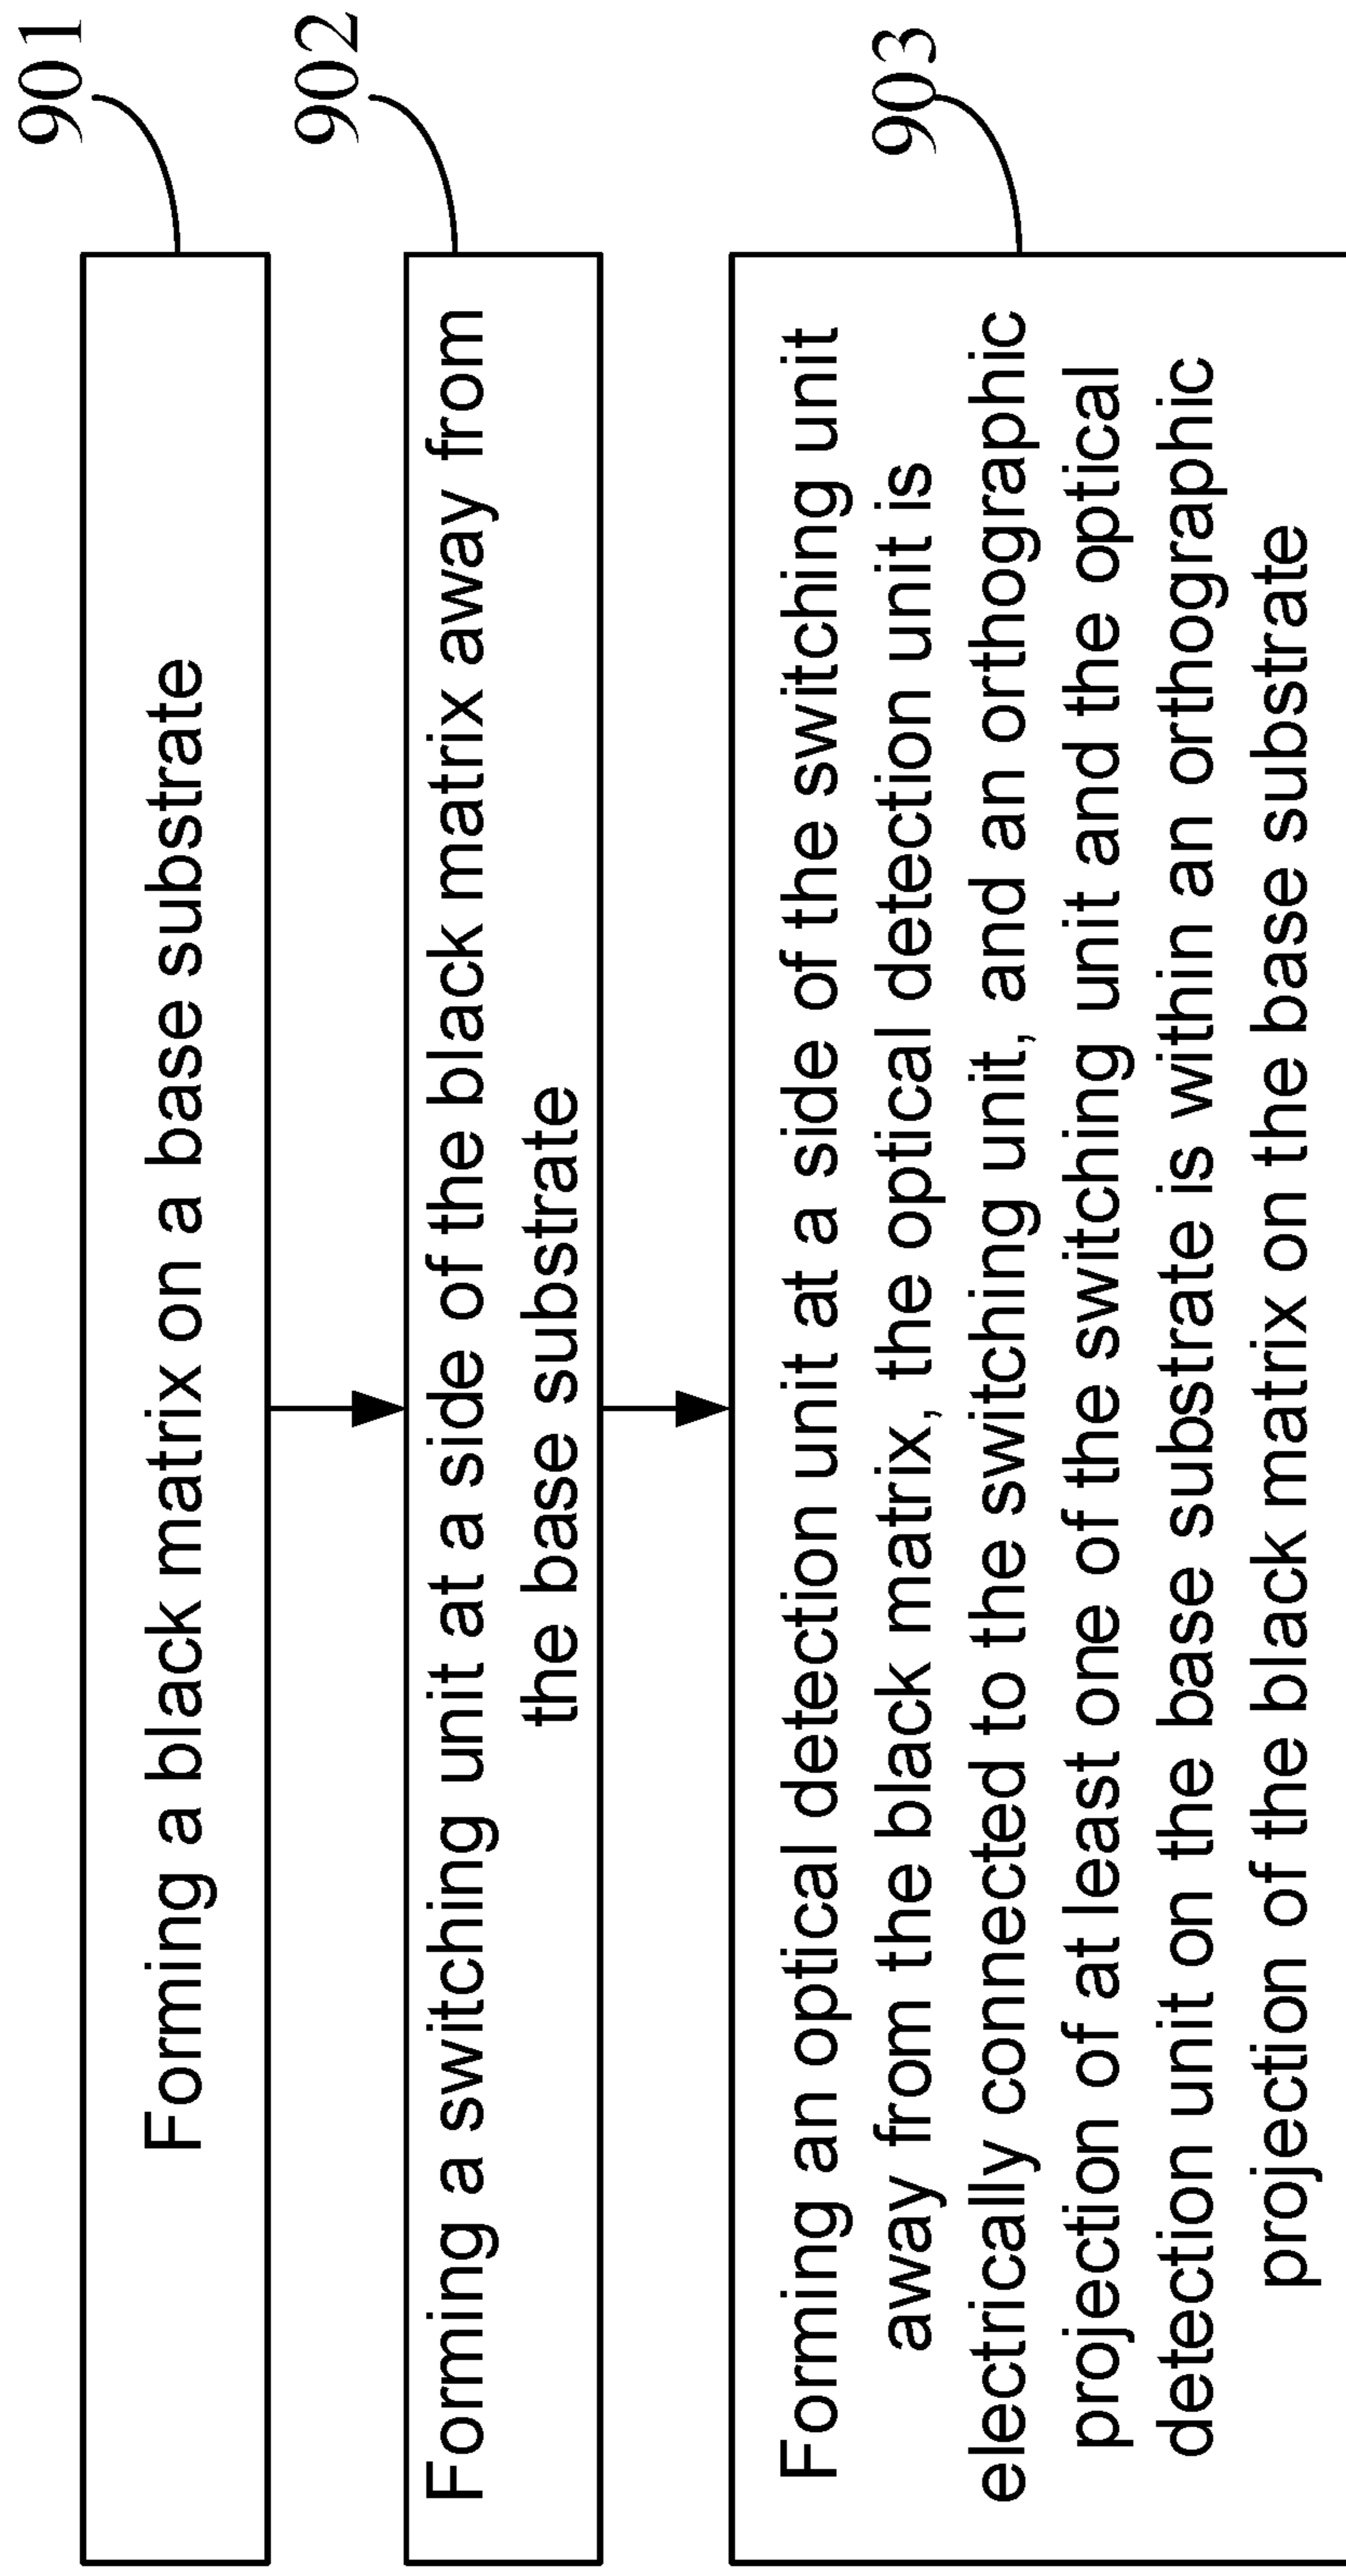 901
Forming a black matrix on a base substrate
902
Forming a switching unit at a side of the black matrix away from
the base substrate
903
Forming an optical detection unit at a side of the switching unit
away from the black matrix, the optical detection unit is
electrically connected to the switching unit, and an orthographic
projection of at least one of the switching unit and the optical
detection unit on the base substrate is within an orthographic
projection of the black matrix on the base substrate